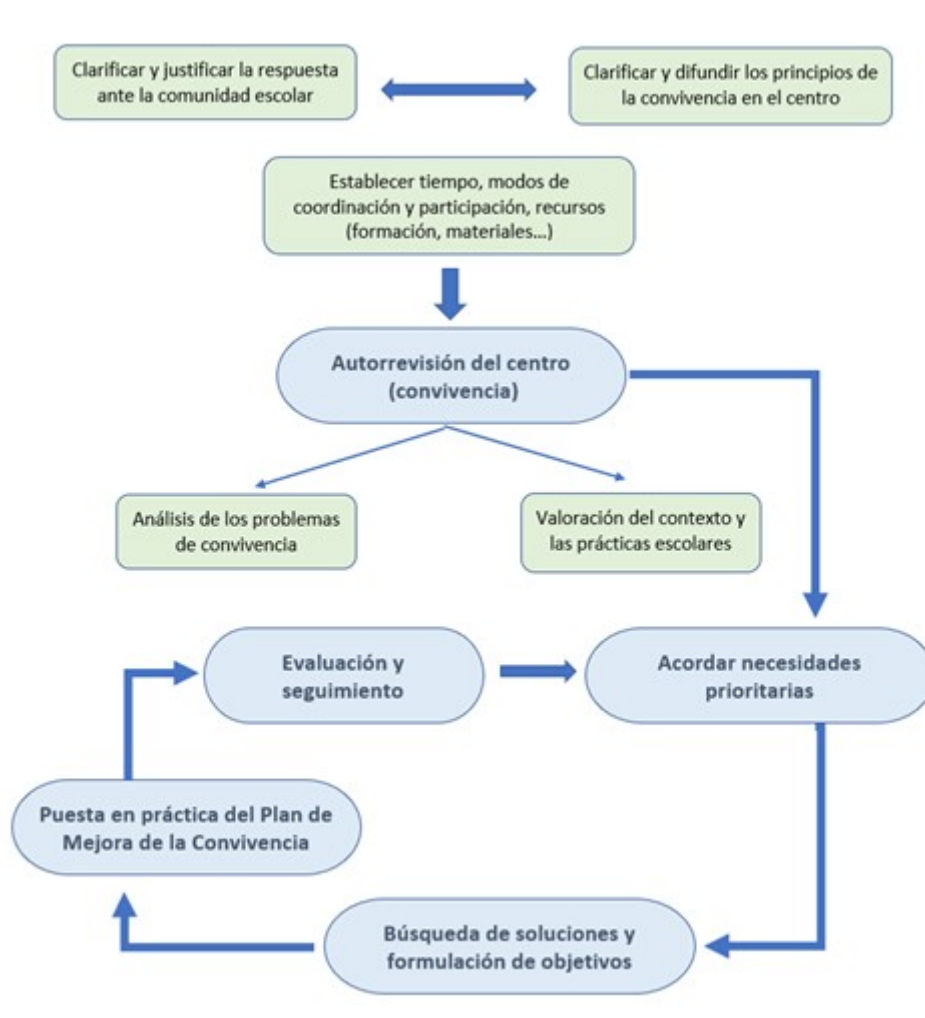 Clarificar y justificar la respuesta
ante la comunidad escolar
Clarificar y difundir los principios de
la convivencia en el centro
Establecer tiempo, modos de
coordinación y participación, recursos
(formación, materiales...)
Autorrevisión del centro
(convivencia)
Análisis de los problemas
de convivencia
Valoración del contexto y
las prácticas escolares
Evaluación y
seguimiento
Acordar necesidades
prioritarias
Puesta en práctica del Plan de
Mejora de la Convivencia
Búsqueda de soluciones y
formulación de objetivos